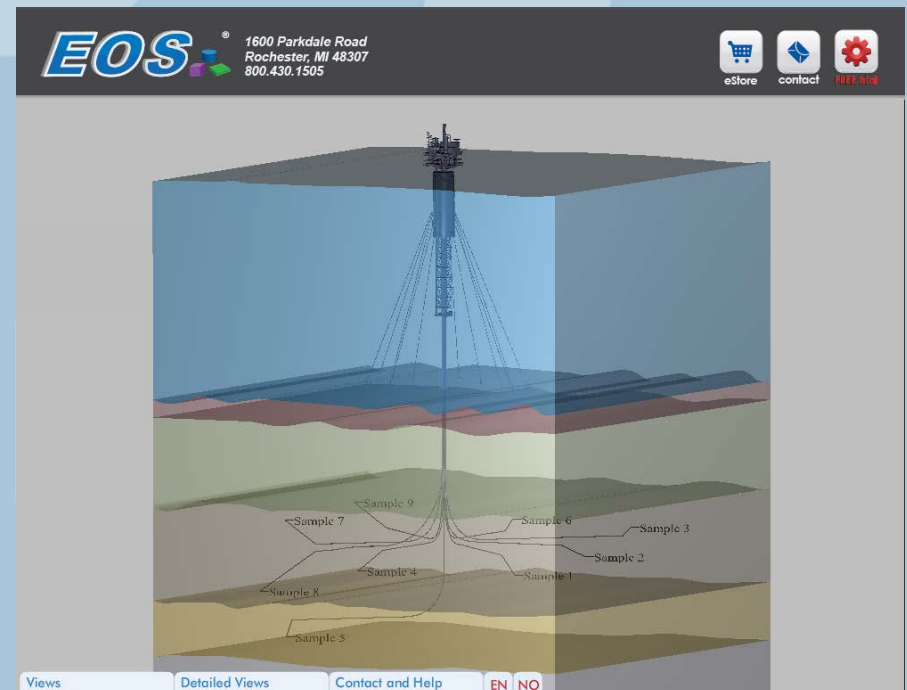 EOS®
1600 Parkdale Road
Rochester, MI 48307
800.430.1505
eStore
contact
Sample 9
Sample 7
Sample 6
Sample 3
Sample 2
Sample 4
Sample 1
Sample 8
Sample 5
Views
Detailed Views
Contact and Help
EN
NO